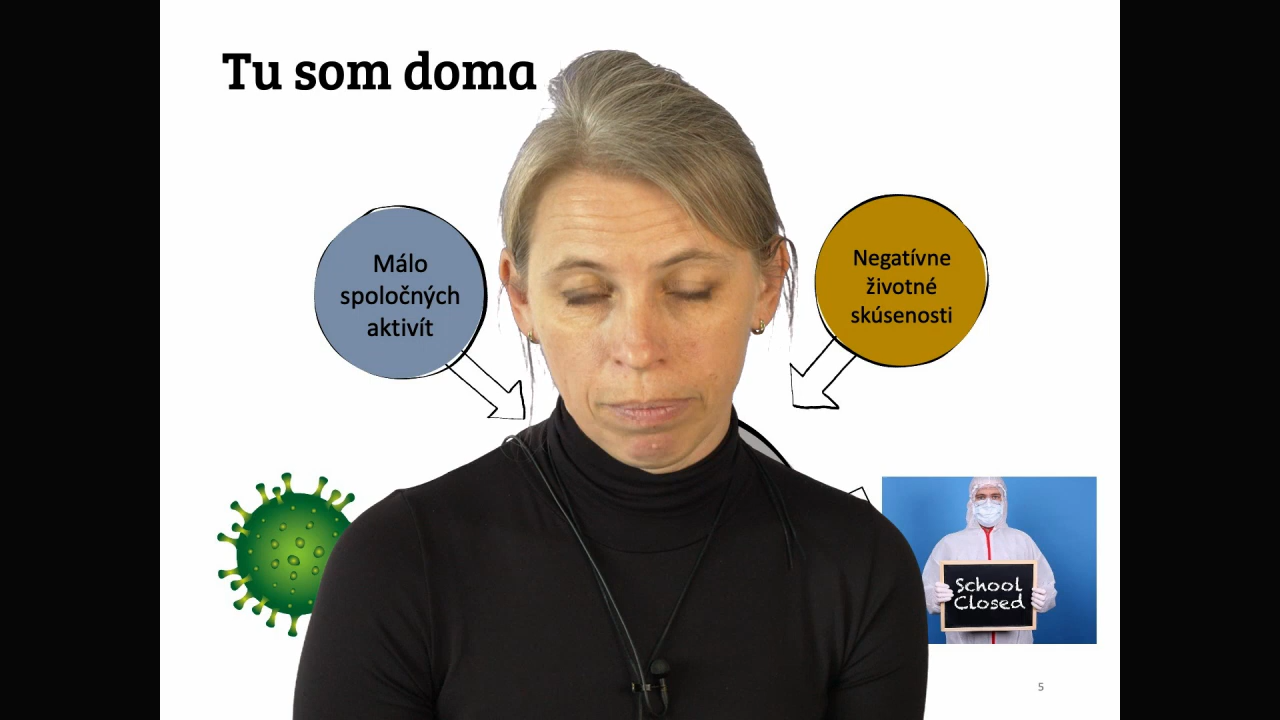 Tu som doma
Málo
spoločných
aktivít
Negatívne
životné
skúsenosti
School
Closed
5